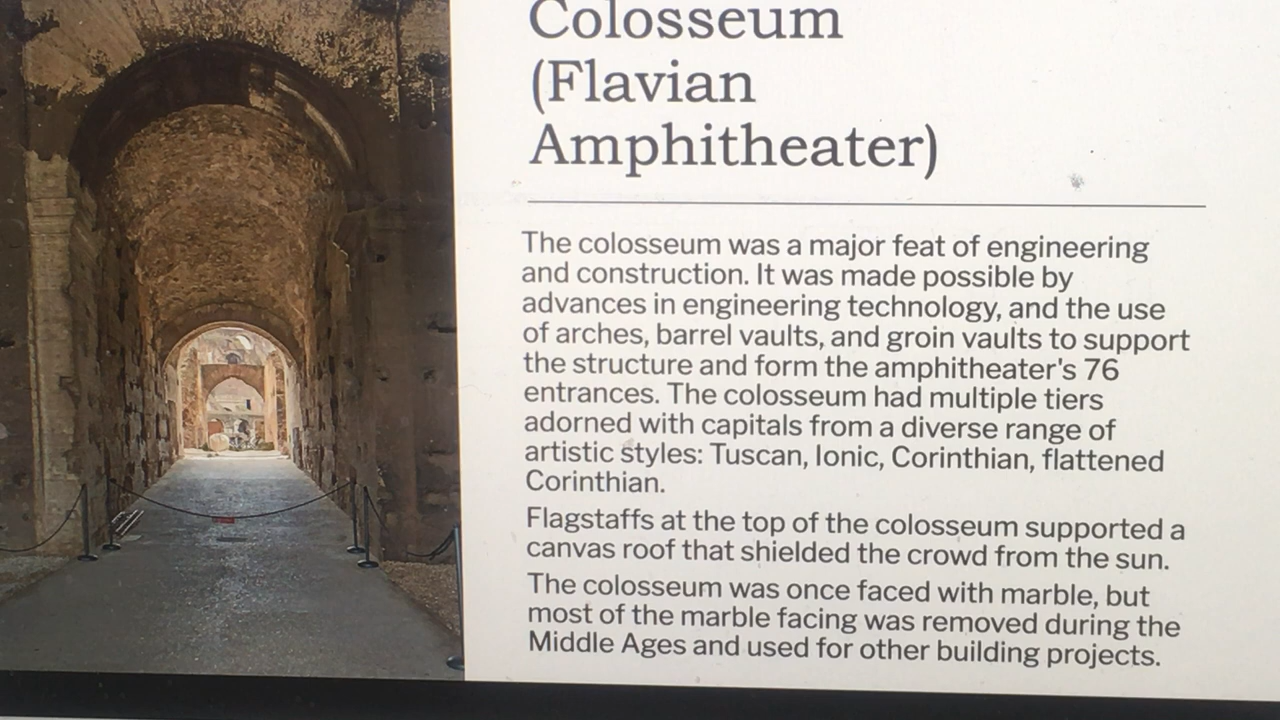 Colosseum
(Flavian
Amphitheater)
The colosseum was a major feat of engineering
and construction. It was made possible by
advances in engineering technology, and the use
of arches, barrel vaults, and groin vaults to support
the structure and form the amphitheater's 76
entrances. The colosseum had multiple tiers
adorned with capitals from a diverse range of
artistic styles: Tuscan, Ionic, Corinthian, flattened
Corinthian.
Flagstaffs at the top of the colosseum supported a
canvas roof that shielded the crowd from the sun.
The colosseum was once faced with marble, but
most of the marble facing was removed during the
Middle Ages and used for other building projects.